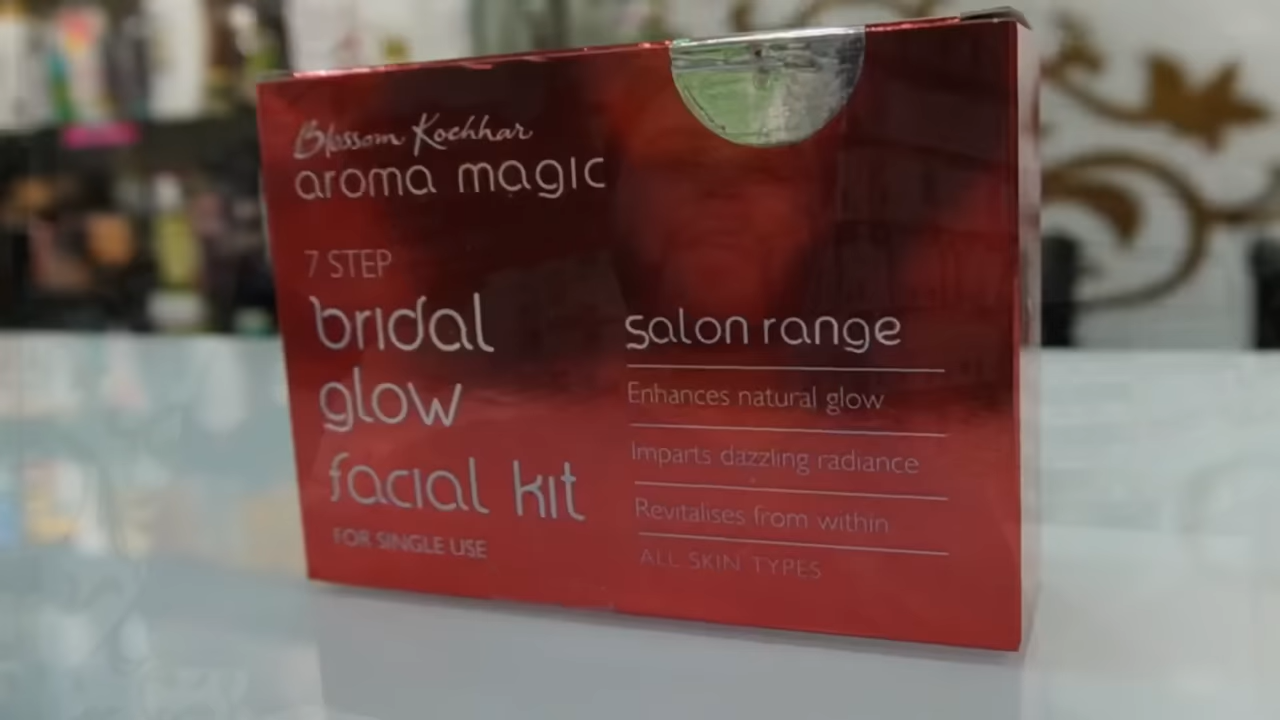 Blossom Kochhar
aroma magic
7 STEP
bridal
glow
facial kit
FOR SINGLE USE
salon range
Enhances natural glow
Imparts dazzling radiance
Revitalises from within
ALL SKIN TYPES